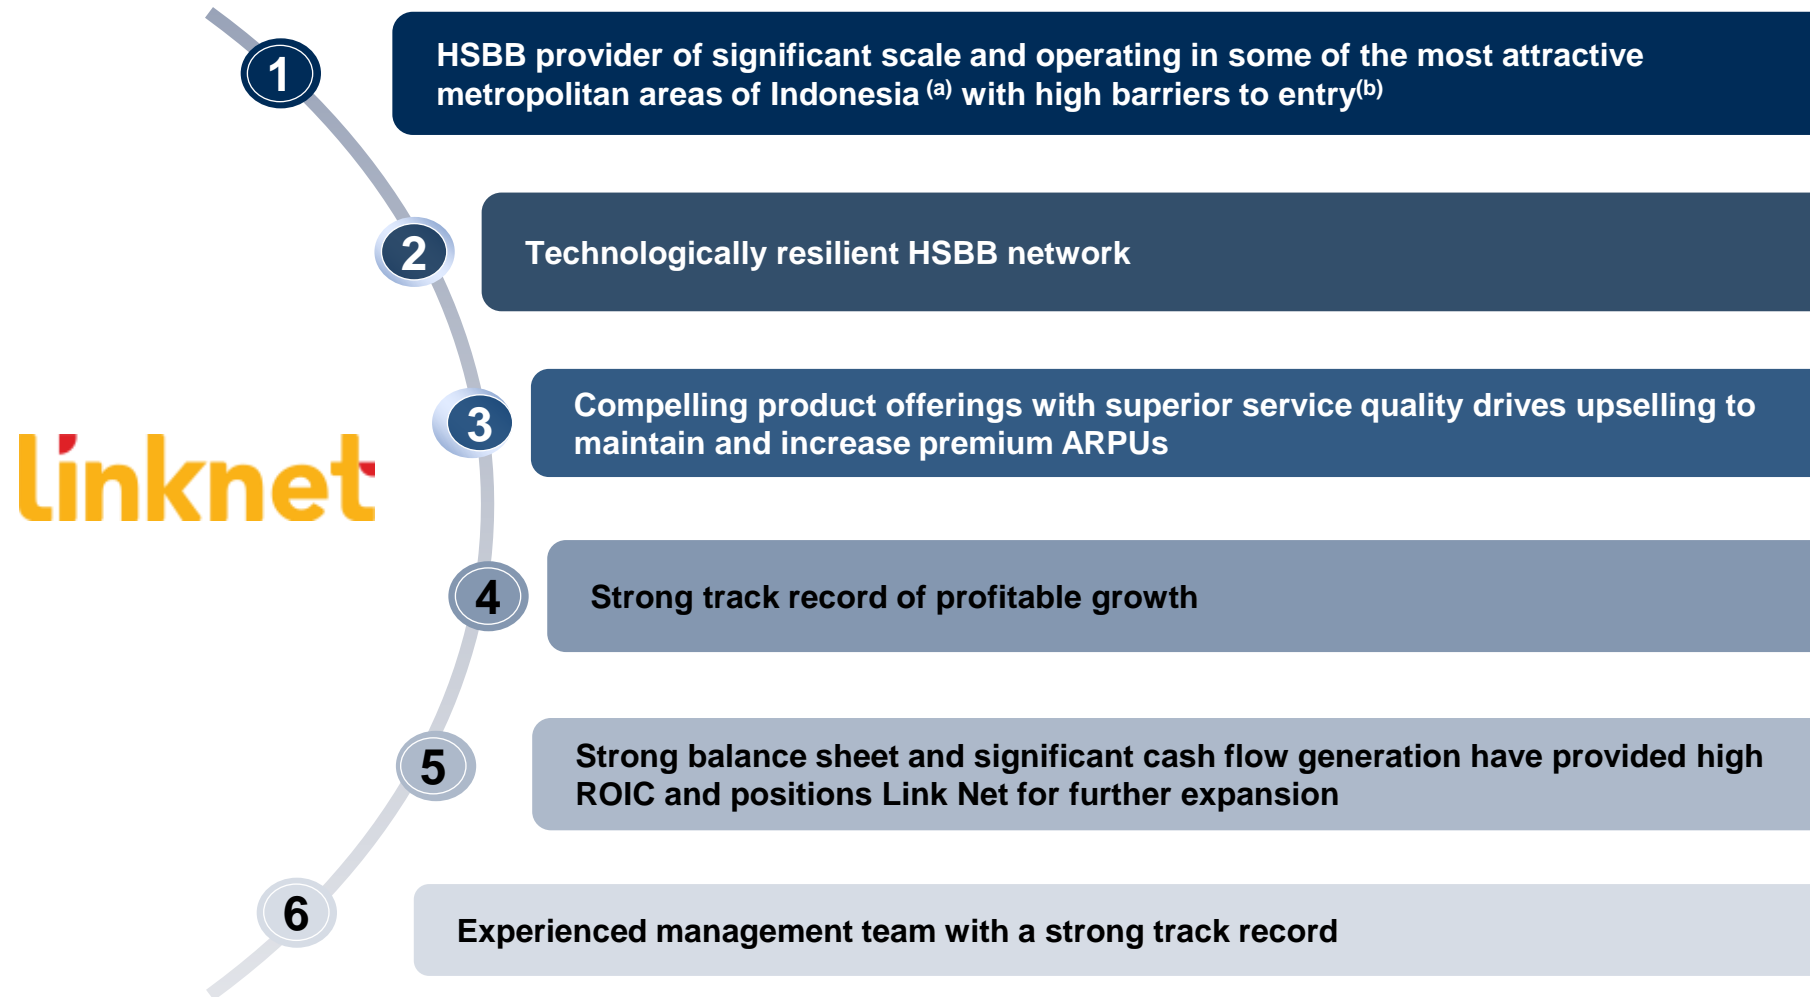 1
HSBB provider of significant scale and operating in some of the most attractive
metropolitan areas of Indonesia (a) with high barriers to entry(b)
2
Technologically resilient HSBB network
3
Compelling product offerings with superior service quality drives upselling to
maintain and increase premium ARPUs
linknet
4
Strong track record of profitable growth
5
Strong balance sheet and significant cash flow generation have provided high
ROIC and positions Link Net for further expansion
6
Experienced management team with a strong track record